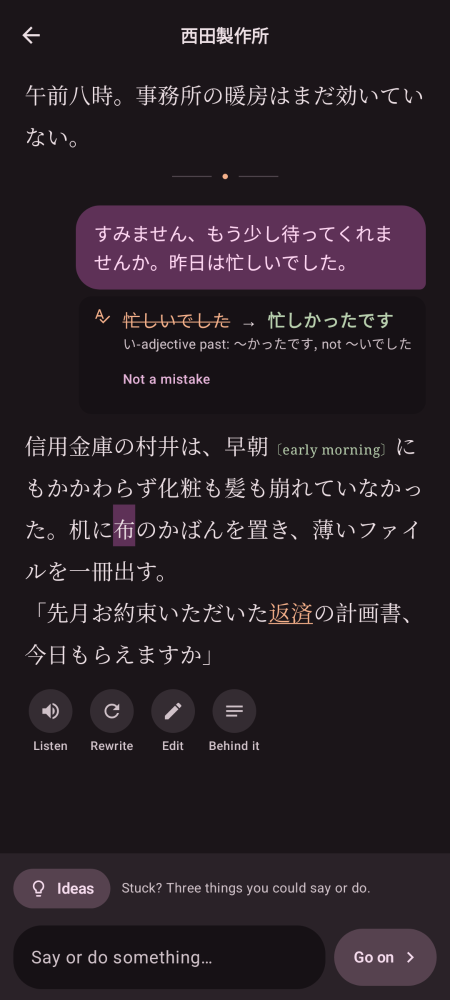 西田製作所
午前八時。事務所の暖房はまだ効いてい
ない。
すみません、もう少し待ってくれま
せんか。昨日は忙しいでした。
忙しいでした → 忙しかったです
い-adjective past: 〜かったです, not 〜いでした
Not a mistake
信用金庫の村井は、早朝〔early morning〕に
もかかわらず化粧も髪も崩れていなかっ
た。机に布のかばんを置き、薄いファイ
ルを一冊出す。
「先月お約束いただいた返済の計画書、
今日もらえますか」
Listen Rewrite Edit Behind it
Ideas Stuck? Three things you could say or do.
Say or do something… Go on